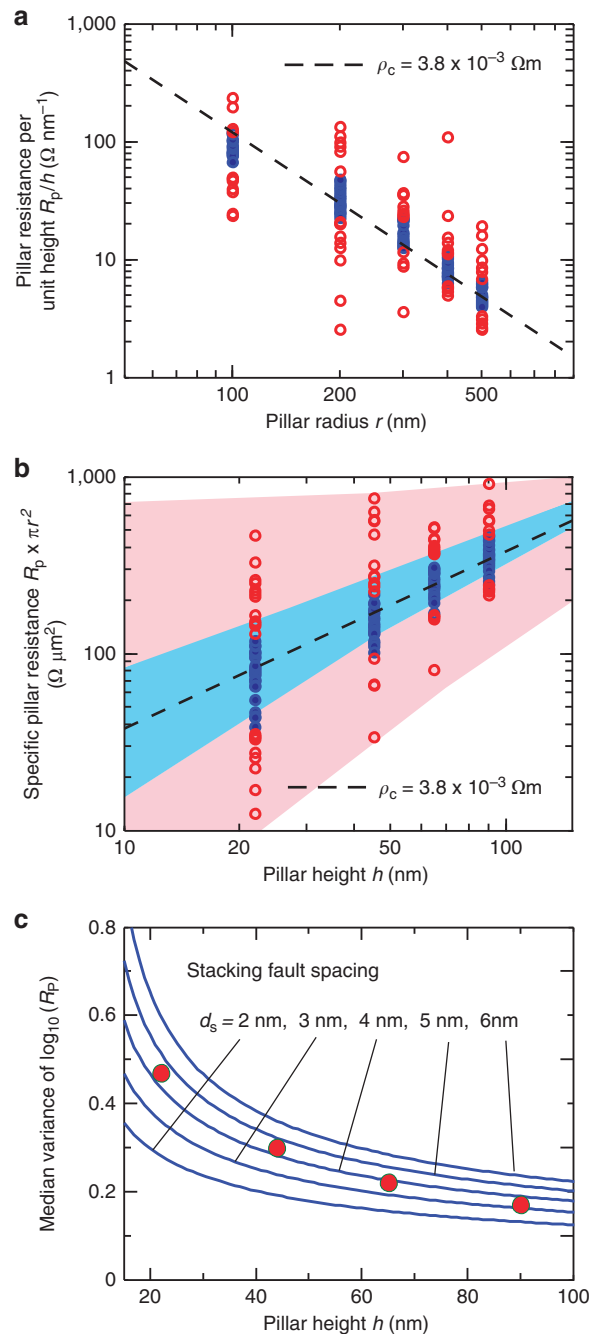 a
1,000
100
10
1
Pillar resistance per
unit height Rp/h (Ω nm⁻¹)
ρc = 3.8 x 10⁻³ Ωm
100 200 300 400 500
Pillar radius r (nm)
b
1,000
100
10
Specific pillar resistance Rp x πr²
(Ω μm²)
ρc = 3.8 x 10⁻³ Ωm
10 20 50 100
Pillar height h (nm)
c
0.8
0.6
0.4
0.2
0
Median variance of log₁₀ (RP)
Stacking fault spacing
ds = 2 nm, 3 nm, 4 nm, 5 nm, 6nm
20 40 60 80 100
Pillar height h (nm)